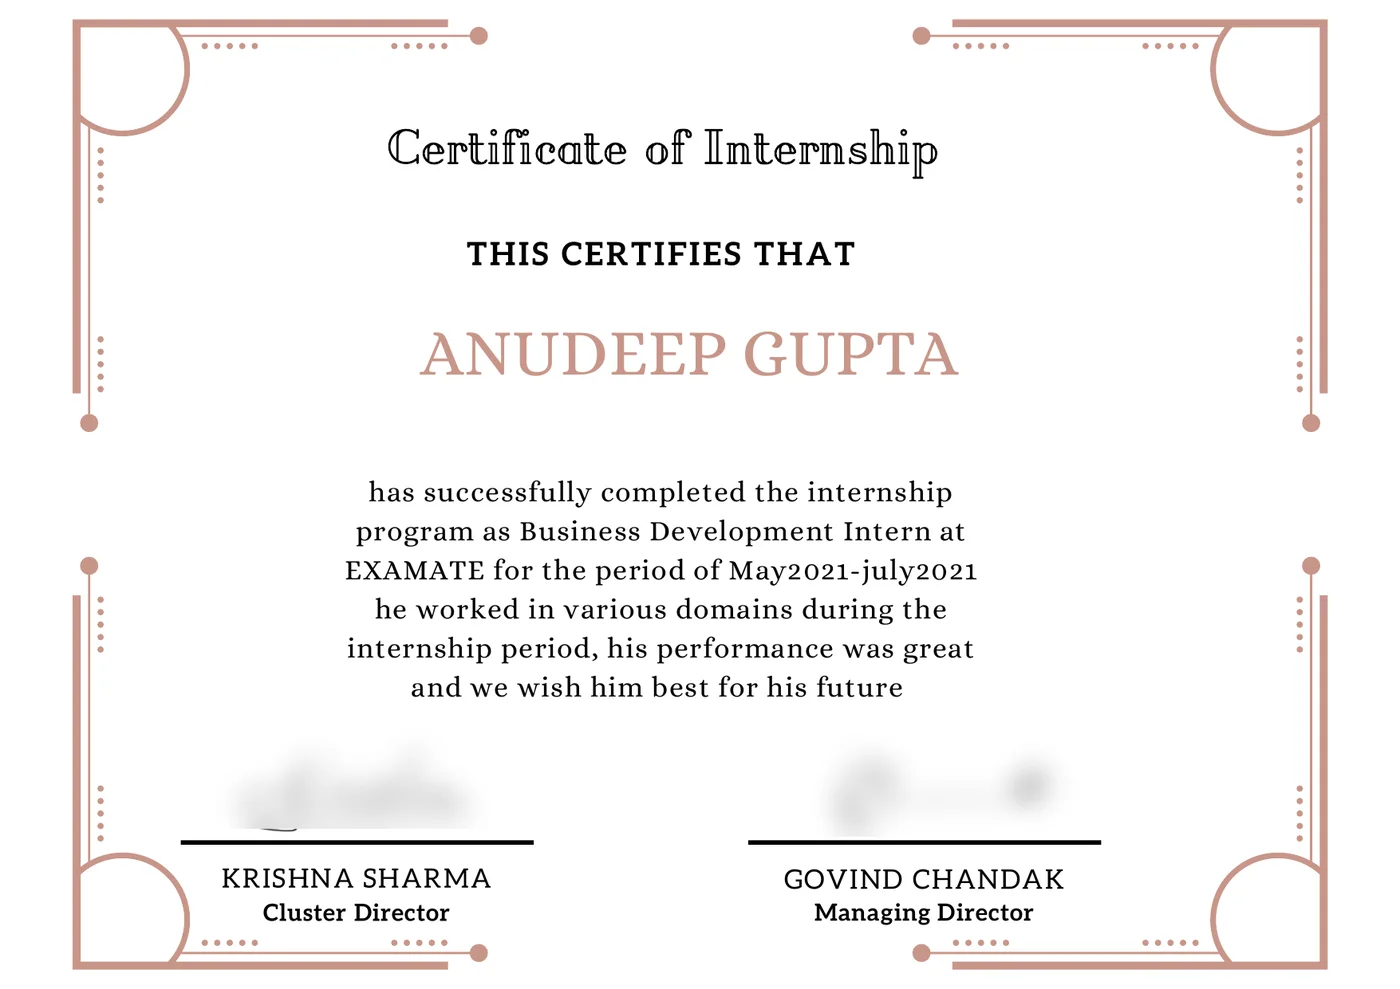 Certificate of Internship
THIS CERTIFIES THAT
ANUDEEP GUPTA
has successfully completed the internship
program as Business Development Intern at
EXAMATE for the period of May2021-july2021
he worked in various domains during the
internship period, his performance was great
and we wish him best for his future
KRISHNA SHARMA
Cluster Director
GOVIND CHANDAK
Managing Director